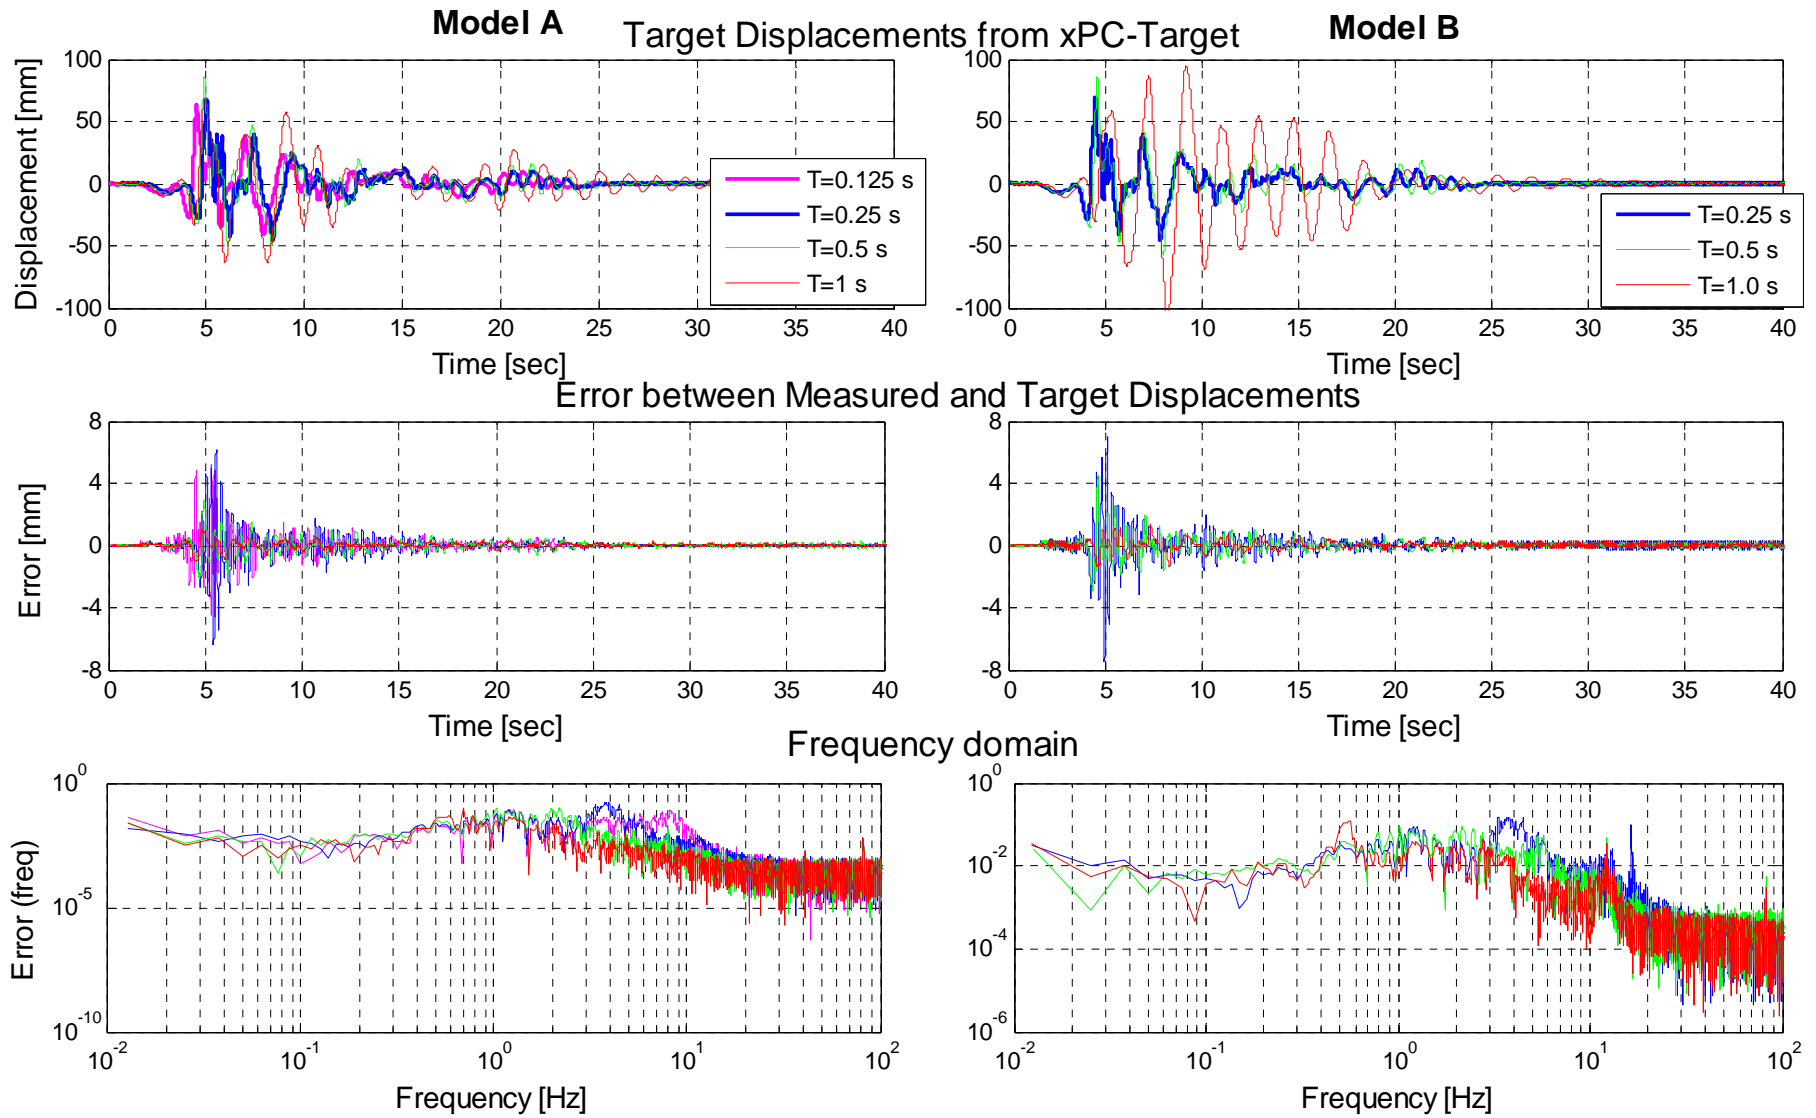 Model A
Target Displacements from xPC-Target
Model B
Displacement [mm]
100
50
0
-50
-100
0 5 10 15 20 25 30 35 40
Time [sec]
T=0.125 s
T=0.25 s
T=0.5 s
T=1 s
100
50
0
-50
-100
0 5 10 15 20 25 30 35 40
Time [sec]
T=0.25 s
T=0.5 s
T=1.0 s
Error between Measured and Target Displacements
Error [mm]
8
4
0
-4
-8
0 5 10 15 20 25 30 35 40
Time [sec]
8
4
0
-4
-8
0 5 10 15 20 25 30 35 40
Time [sec]
Frequency domain
Error (freq)
10^0
10^-5
10^-10
10^-2 10^-1 10^0 10^1 10^2
Frequency [Hz]
10^0
10^-2
10^-4
10^-6
10^-2 10^-1 10^0 10^1 10^2
Frequency [Hz]